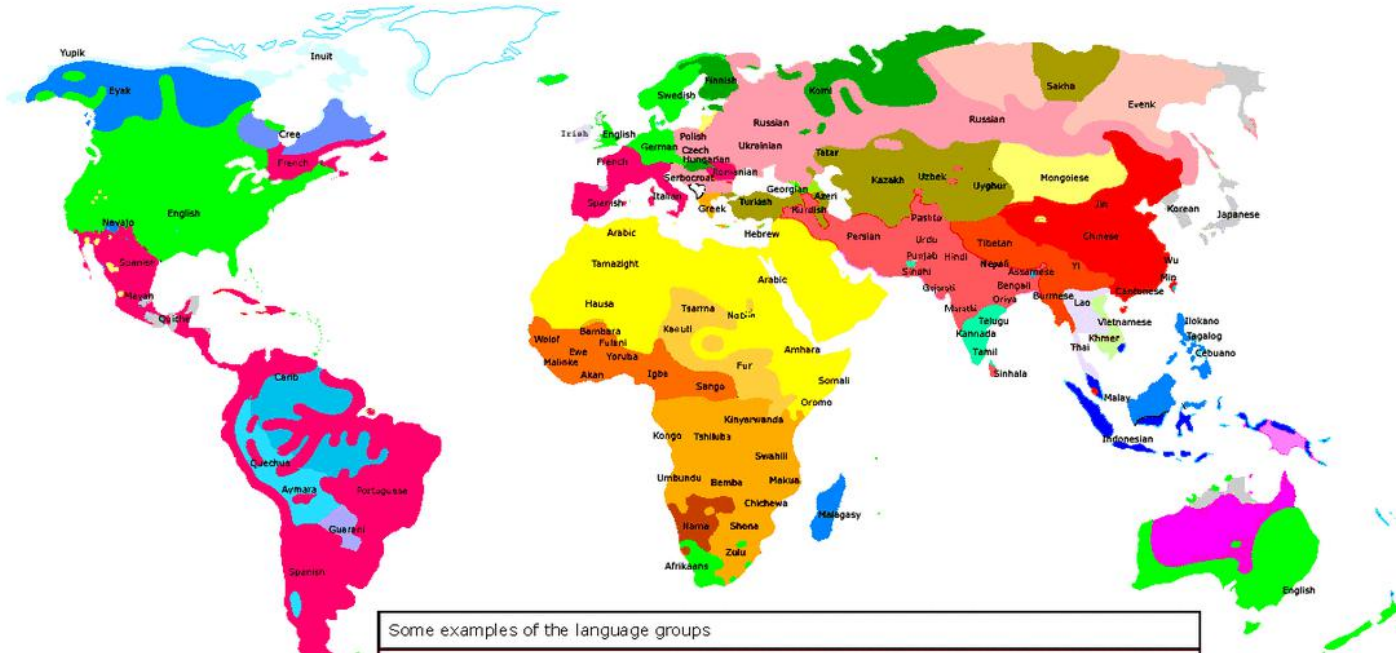 Yupik
Inuit
Eyak
Cree
French
English
Navajo
Spanish
Mayan
Quiche
Carib
Quechua
Aymara
Portuguese
Guarani
Spanish
Irish
English
Swedish
Finnish
Komi
German
Polish
Czech
Hungarian
French
Serbocroat
Romanian
Spanish
Italian
Greek
Russian
Ukrainian
Tatar
Georgian
Azeri
Turkish
Kurdish
Russian
Sakha
Evenk
Kazakh
Uzbek
Uyghur
Mongolese
Jin
Korean
Japanese
Chinese
Wu
Min
Cantonese
Hebrew
Persian
Pashto
Urdu
Punjab
Hindi
Sindhi
Gujarati
Marathi
Tibetan
Nepali
Assamese
Bengali
Oriya
Yi
Burmese
Lao
Vietnamese
Khmer
Thai
Telugu
Kannada
Tamil
Sinhala
Ilokano
Tagalog
Cebuano
Malay
Indonesian
Arabic
Tamazight
Arabic
Hausa
Nobiin
Kanuti
Wolof
Bambara
Fulani
Ewe
Yoruba
Akan
Igbo
Sango
Fur
Amhara
Somali
Oromo
Kinyarwanda
Kongo
Tshiluba
Swahili
Umbundu
Bemba
Makua
Chichewa
Malagasy
Nama
Shona
Zulu
Afrikaans
English
Some examples of the language groups